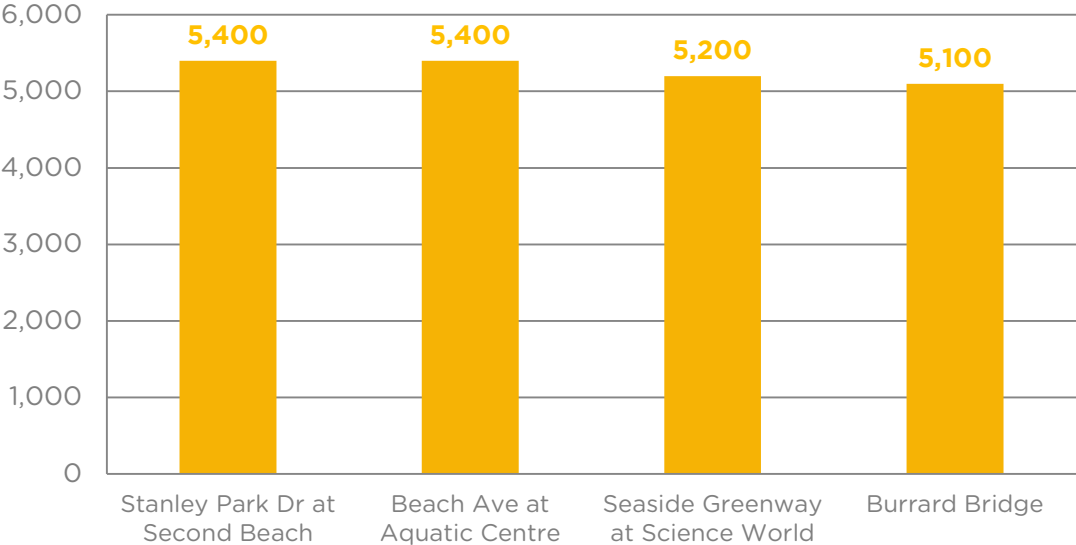 6,000
5,000
4,000
3,000
2,000
1,000
0
5,400
5,400
5,200
5,100
Stanley Park Dr at
Second Beach
Beach Ave at
Aquatic Centre
Seaside Greenway
at Science World
Burrard Bridge